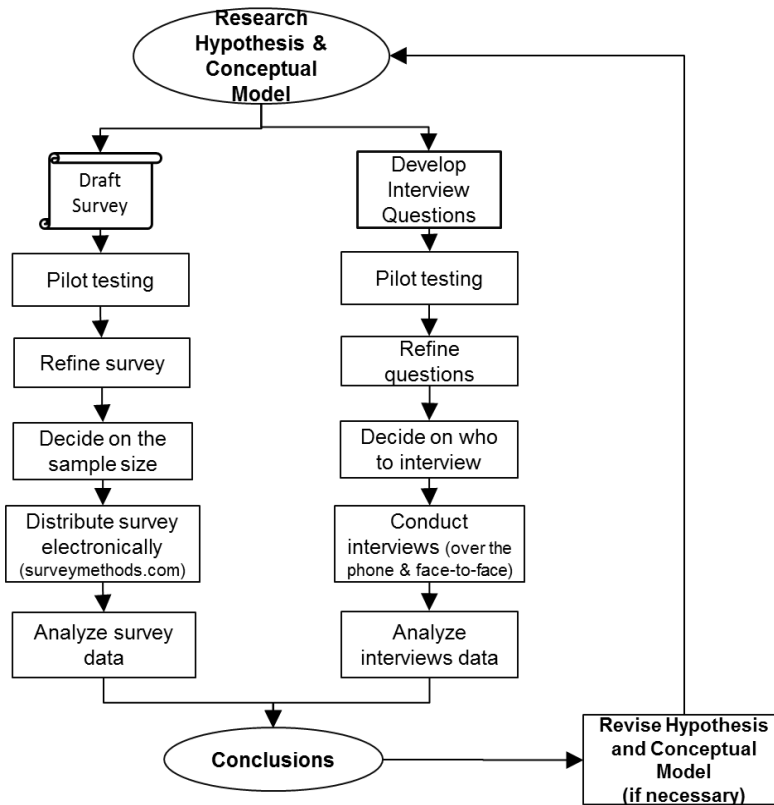 Research
Hypothesis &
Conceptual
Model
Draft
Survey
Pilot testing
Refine survey
Decide on the
sample size
Distribute survey
electronically
(surveymethods.com)
Analyze survey
data
Develop
Interview
Questions
Pilot testing
Refine
questions
Decide on who
to interview
Conduct
interviews (over the
phone & face-to-face)
Analyze
interviews data
Conclusions
Revise Hypothesis
and Conceptual
Model
(if necessary)